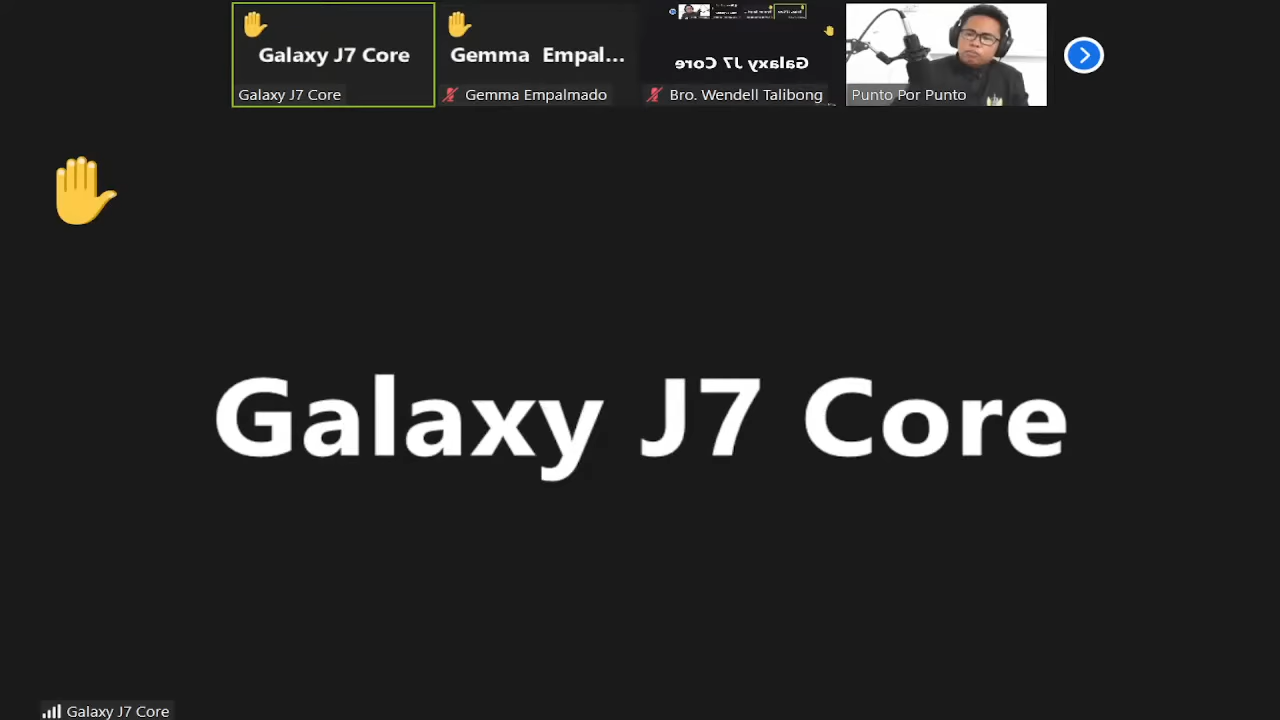 Galaxy J7 Core
Galaxy J7 Core
Gemma Empal...
Gemma Empalmado
Galaxy J7 Core
Bro. Wendell Talibong
Punto Por Punto
Galaxy J7 Core
Galaxy J7 Core